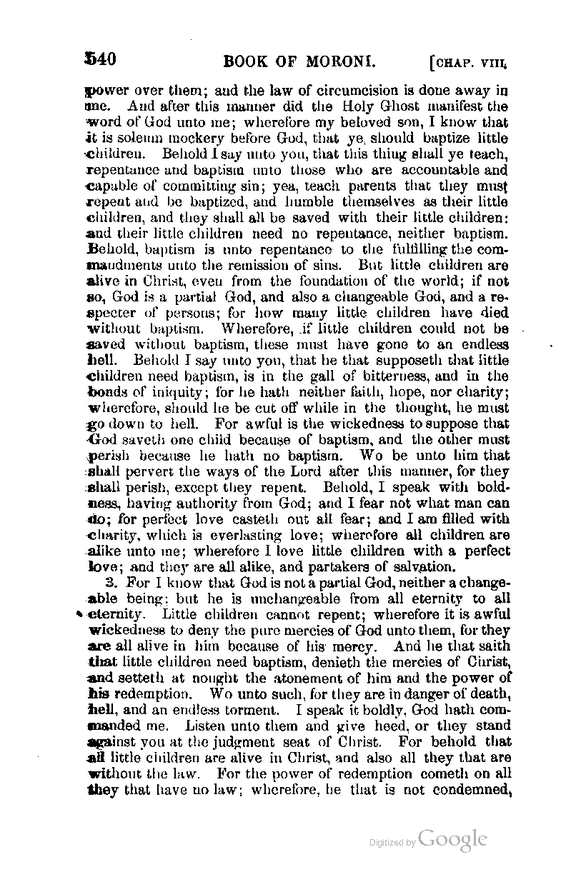 540 BOOK OF MORONI. [CHAP. VIII.
power over them; and the law of circumcision is done away in
me. And after this manner did the Holy Ghost manifest the
word of God unto me; wherefore my beloved son, I know that
it is solemn mockery before God, that ye should baptize little
children. Behold I say unto you, that this thing shall ye teach,
repentance and baptism unto those who are accountable and
capable of committing sin; yea, teach parents that they must
repent and be baptized, and humble themselves as their little
children, and they shall all be saved with their little children:
and their little children need no repentance, neither baptism.
Behold, baptism is unto repentance to the fulfilling the com-
mandments unto the remission of sins. But little children are
alive in Christ, even from the foundation of the world; if not
so, God is a partial God, and also a changeable God, and a re-
specter of persons; for how many little children have died
without baptism. Wherefore, if little children could not be
saved without baptism, these must have gone to an endless
hell. Behold I say unto you, that he that supposeth that little
children need baptism, is in the gall of bitterness, and in the
bonds of iniquity; for he hath neither faith, hope, nor charity;
wherefore, should he be cut off while in the thought, he must
go down to hell. For awful is the wickedness to suppose that
God saveth one child because of baptism, and the other must
perish because he hath no baptism. Wo be unto him that
shall pervert the ways of the Lord after this manner, for they
shall perish, except they repent. Behold, I speak with bold-
ness, having authority from God; and I fear not what man can
do; for perfect love casteth out all fear; and I am filled with
charity, which is everlasting love; wherefore all children are
alike unto me; wherefore I love little children with a perfect
love; and they are all alike, and partakers of salvation.
3. For I know that God is not a partial God, neither a change-
able being: but he is unchangeable from all eternity to all
eternity. Little children cannot repent; wherefore it is awful
wickedness to deny the pure mercies of God unto them, for they
are all alive in him because of his mercy. And he that saith
that little children need baptism, denieth the mercies of Christ,
and setteth at nought the atonement of him and the power of
his redemption. Wo unto such, for they are in danger of death,
hell, and an endless torment. I speak it boldly, God hath com-
manded me. Listen unto them and give heed, or they stand
against you at the judgment seat of Christ. For behold that
all little children are alive in Christ, and also all they that are
without the law. For the power of redemption cometh on all
they that have no law; wherefore, he that is not condemned,
Digitized by Google